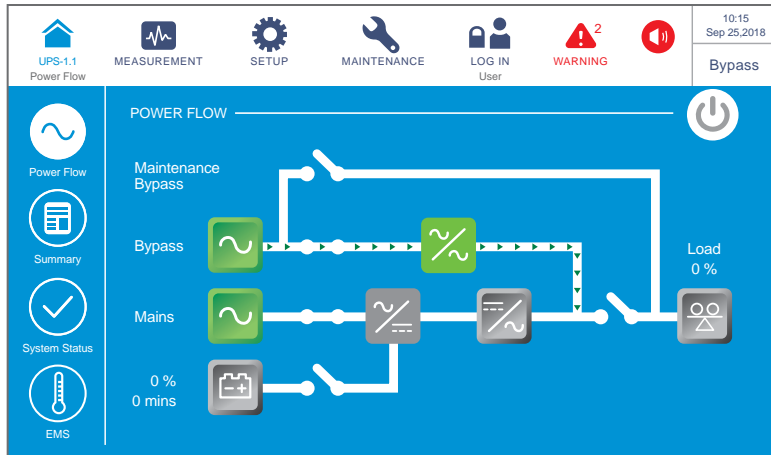 10:15
Sep 25,2018
Bypass
UPS-1.1
Power Flow
MEASUREMENT
SETUP
MAINTENANCE
LOG IN
User
2
WARNING
Power Flow
Summary
System Status
EMS
POWER FLOW
Maintenance
Bypass
Bypass
Load
0 %
Mains
0 %
0 mins